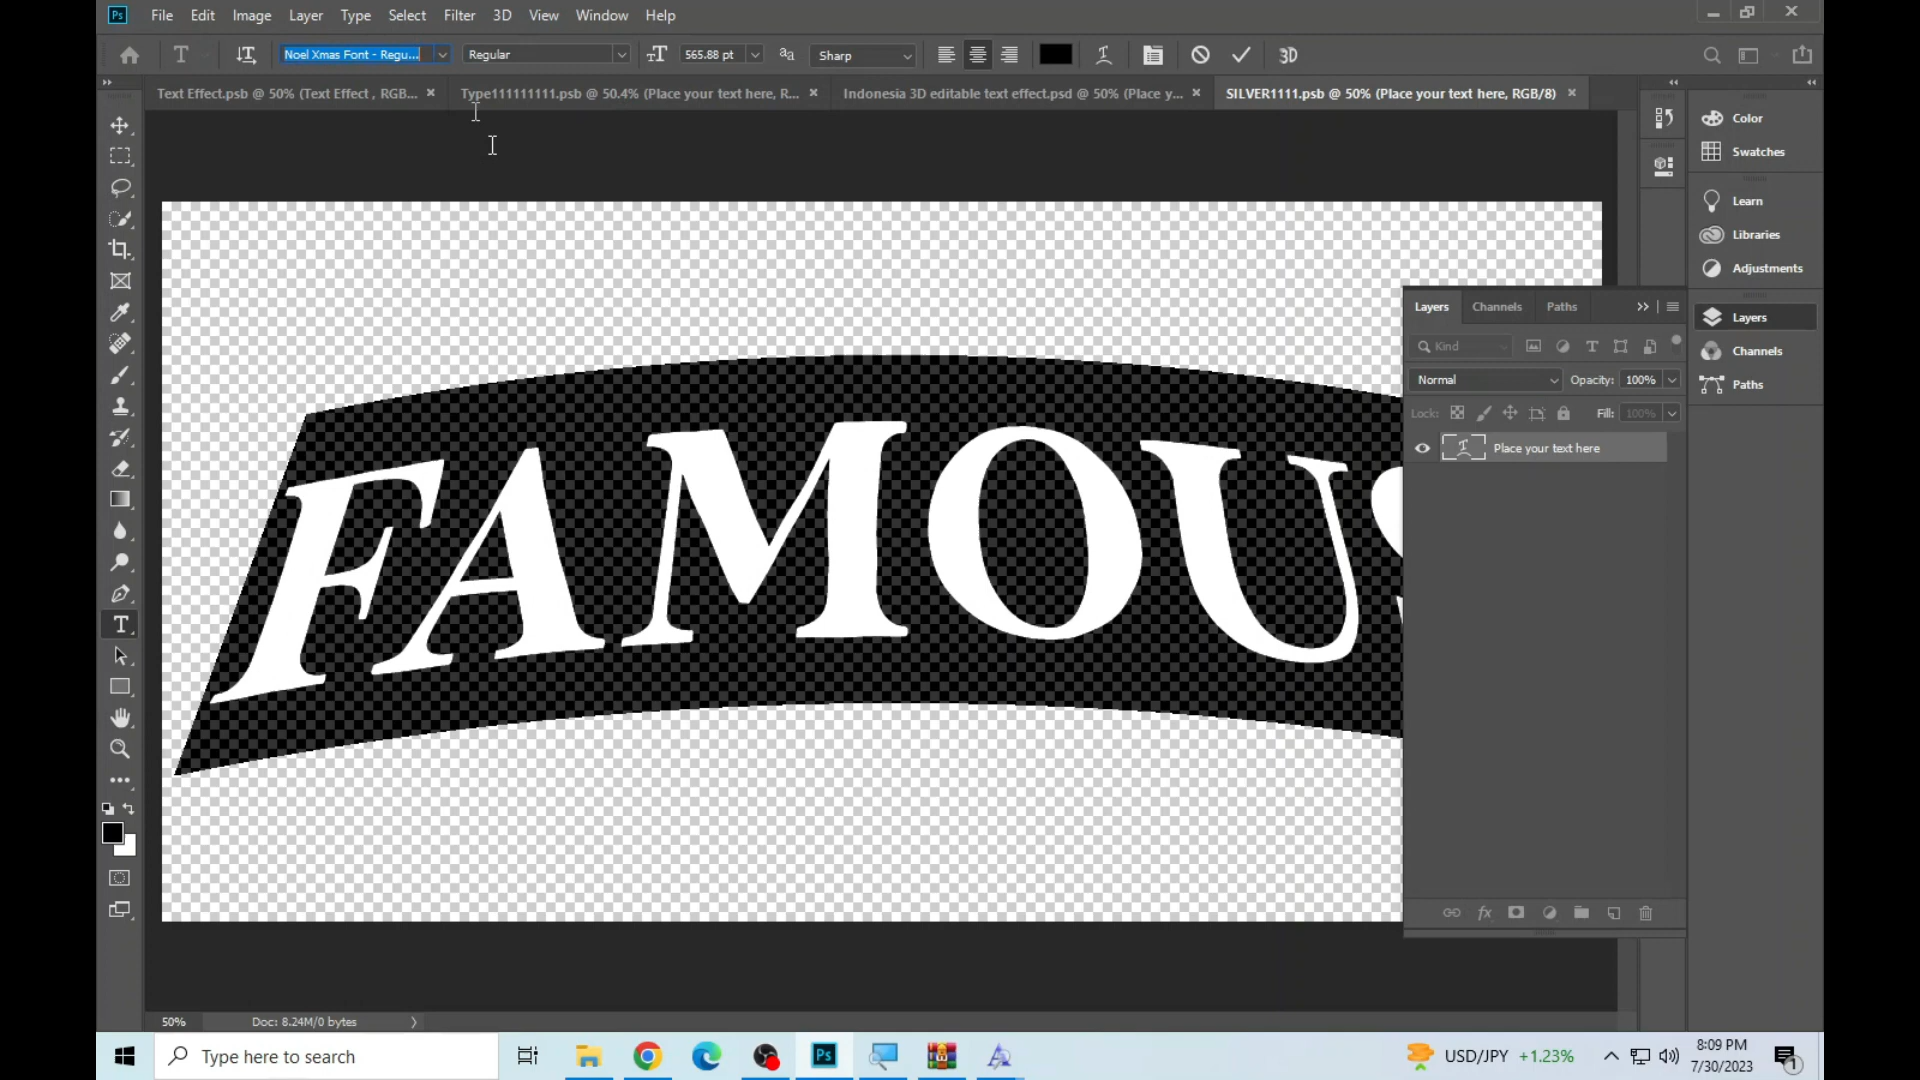 Ps File Edit Image Layer Type Select Filter 3D View Window Help
T Noel Xmas Font - Regu... Regular 565.88 pt aa Sharp 3D
Text Effect.psb @ 50% (Text Effect , RGB... × Type111111111.psb @ 50.4% (Place your text here, R... × Indonesia 3D editable text effect.psd @ 50% (Place y... × SILVER1111.psb @ 50% (Place your text here, RGB/8) ×
Color
Swatches
Learn
Libraries
Adjustments
Layers
Channels
Paths
Layers Channels Paths
Kind
Normal Opacity: 100%
Lock: Fill: 100%
Place your text here
FAMOUS
50% Doc: 8.24M/0 bytes
Type here to search
Ps
USD/JPY +1.23%
8:09 PM
7/30/2023
1